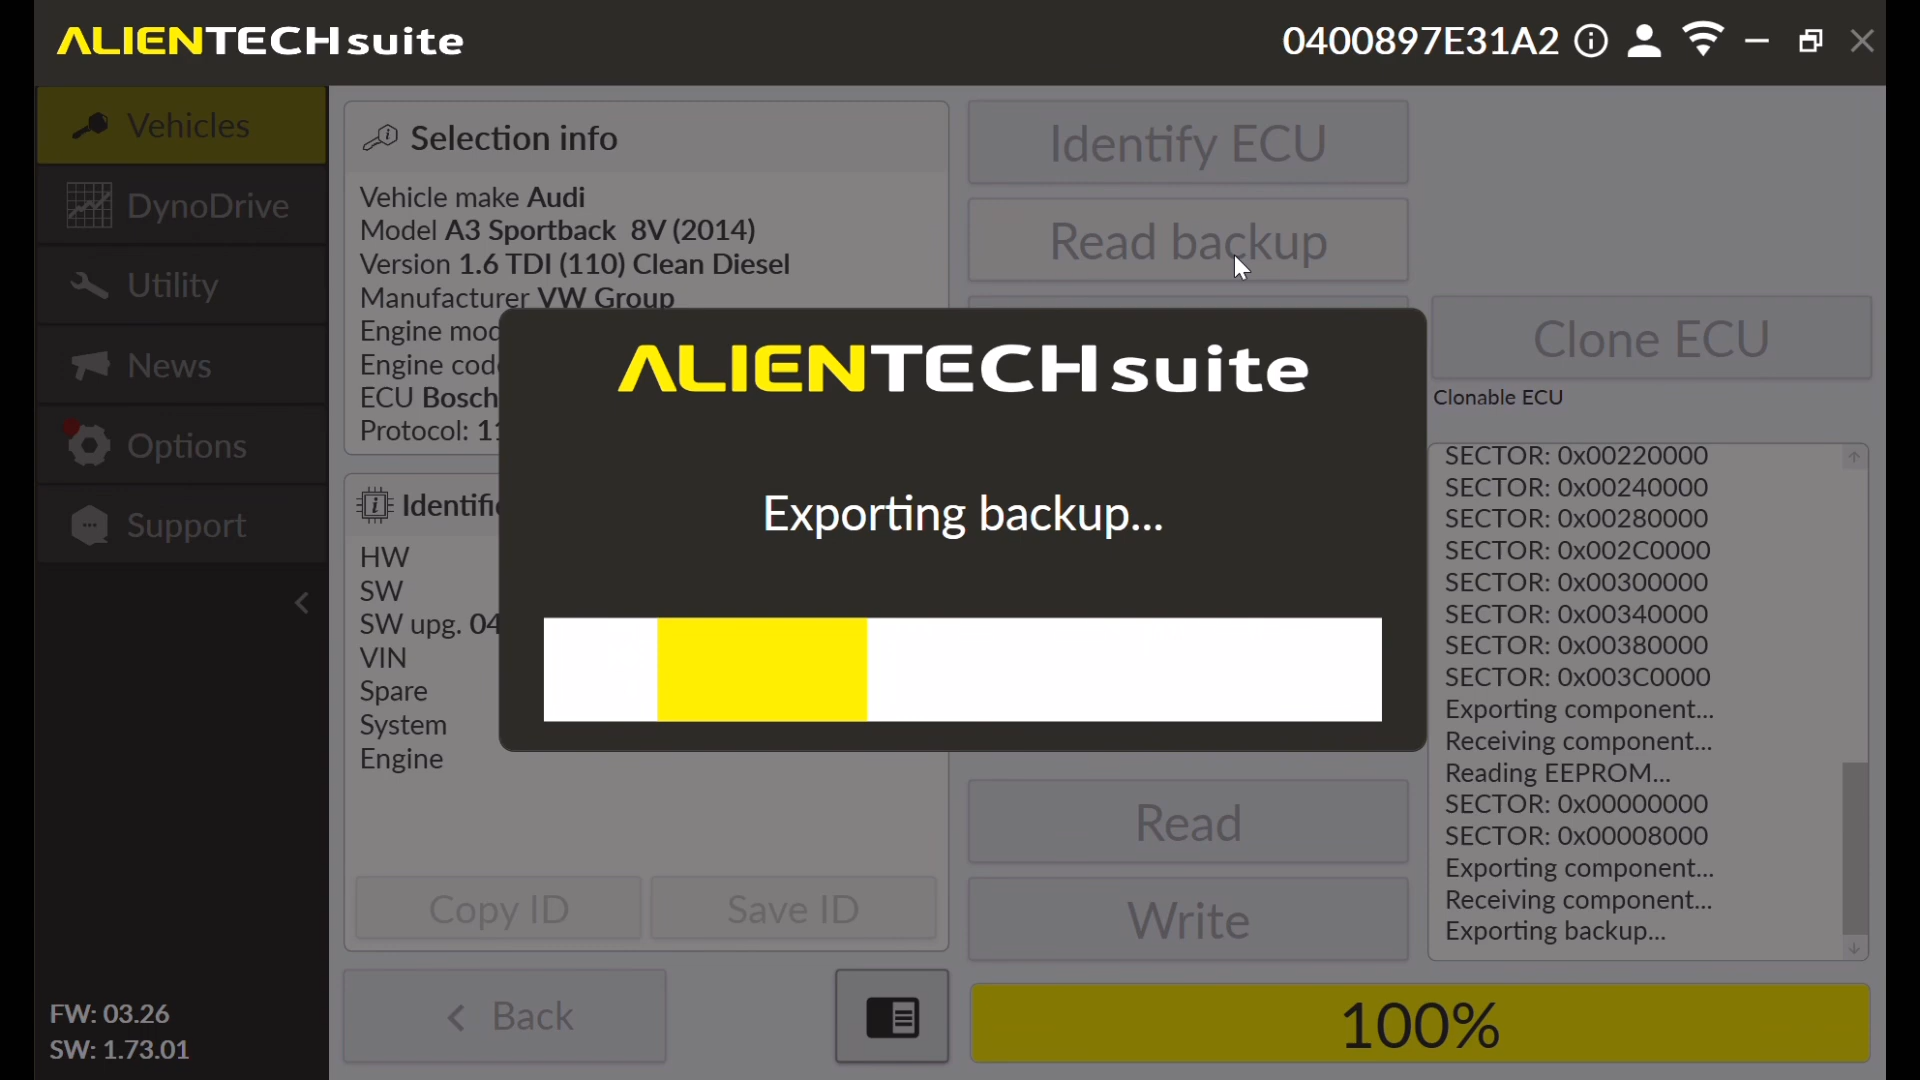 ALIENTECH suite
0400897E31A2
Vehicles
DynoDrive
Utility
News
Options
Support
FW: 03.26
SW: 1.73.01
Selection info
Vehicle make Audi
Model A3 Sportback 8V (2014)
Version 1.6 TDI (110) Clean Diesel
Manufacturer VW Group
Engine
Engine
ECU Bosch
Protocol:
HW
SW
SW upg. 04
VIN
Spare
System
Engine
Copy ID
Save ID
Back
Identify ECU
Read backup
ALIENTECH suite
Exporting backup...
Read
Write
Clone ECU
Clonable ECU
SECTOR: 0x00220000
SECTOR: 0x00240000
SECTOR: 0x00280000
SECTOR: 0x002C0000
SECTOR: 0x00300000
SECTOR: 0x00340000
SECTOR: 0x00380000
SECTOR: 0x003C0000
Exporting component...
Receiving component...
Reading EEPROM...
SECTOR: 0x00000000
SECTOR: 0x00008000
Exporting component...
Receiving component...
Exporting backup...
100%